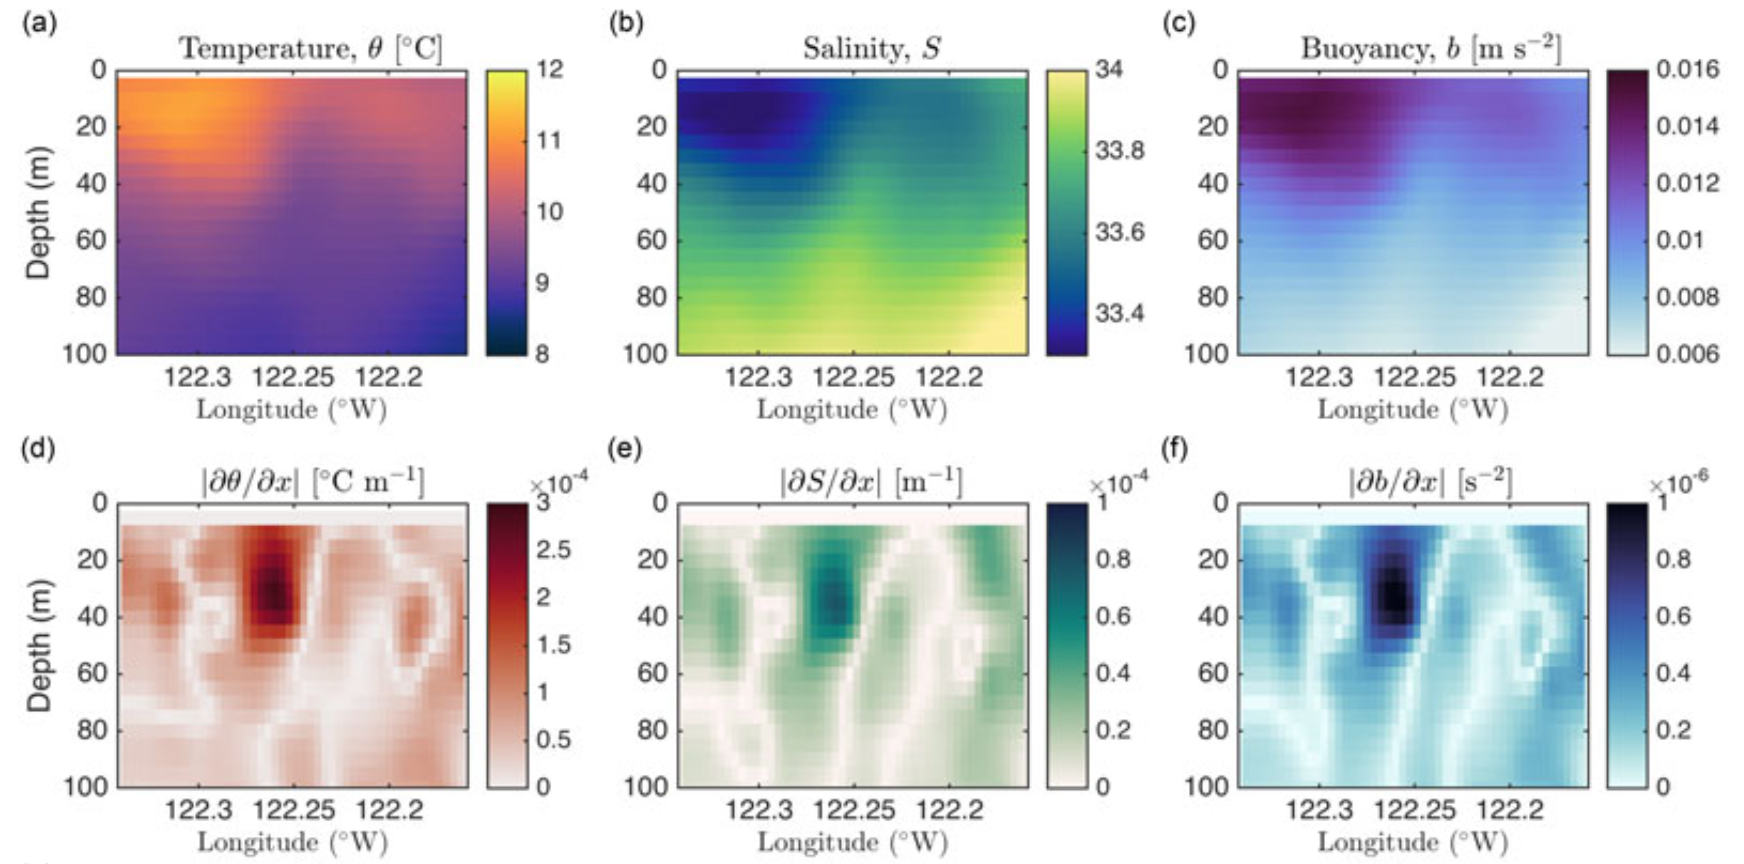 (a)
Temperature, θ [°C]
0
20
40
60
80
100
Depth (m)
122.3 122.25 122.2
Longitude (°W)
12
11
10
9
8
(b)
Salinity, S
0
20
40
60
80
100
122.3 122.25 122.2
Longitude (°W)
34
33.8
33.6
33.4
(c)
Buoyancy, b [m s⁻²]
0
20
40
60
80
100
122.3 122.25 122.2
Longitude (°W)
0.016
0.014
0.012
0.01
0.008
0.006
(d)
|∂θ/∂x| [°C m⁻¹]
0
20
40
60
80
100
Depth (m)
122.3 122.25 122.2
Longitude (°W)
×10⁻⁴
3
2.5
2
1.5
1
0.5
0
(e)
|∂S/∂x| [m⁻¹]
0
20
40
60
80
100
122.3 122.25 122.2
Longitude (°W)
×10⁻⁴
1
0.8
0.6
0.4
0.2
0
(f)
|∂b/∂x| [s⁻²]
0
20
40
60
80
100
122.3 122.25 122.2
Longitude (°W)
×10⁻⁶
1
0.8
0.6
0.4
0.2
0